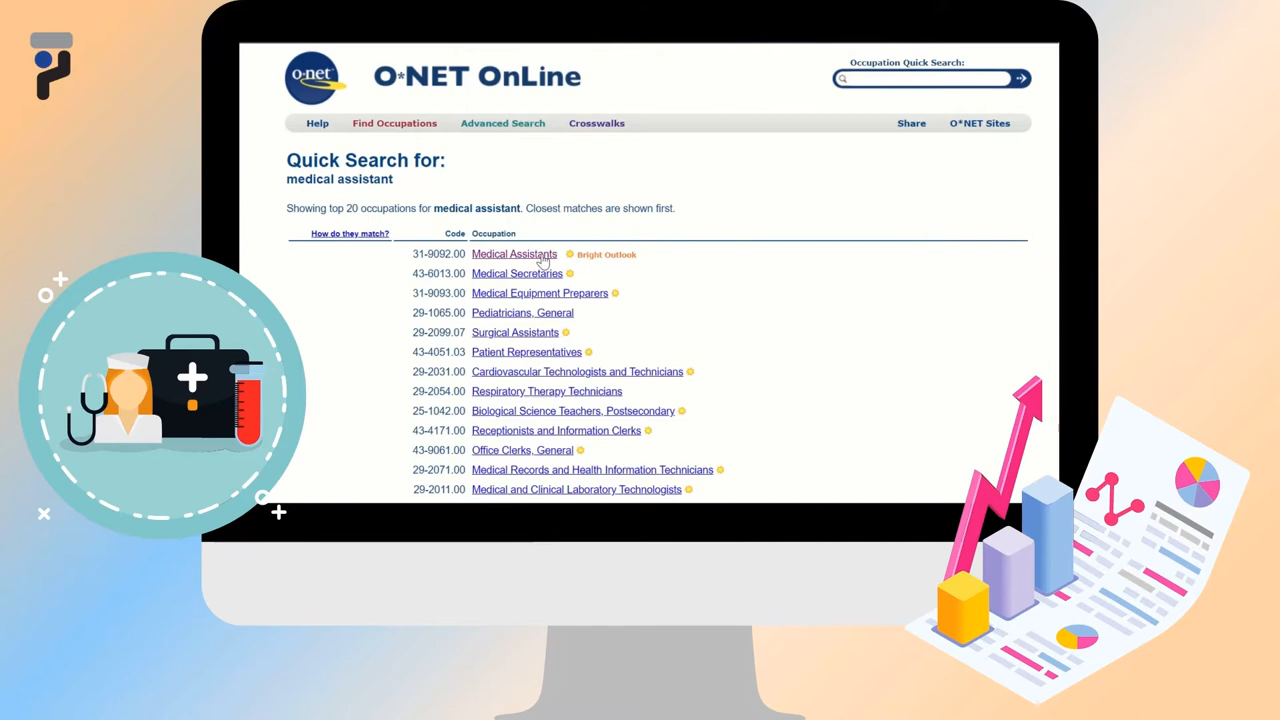 o·net
O*NET OnLine
Occupation Quick Search:
Help Find Occupations Advanced Search Crosswalks Share O*NET Sites
Quick Search for:
medical assistant
Showing top 20 occupations for medical assistant. Closest matches are shown first.
How do they match? Code Occupation
31-9092.00 Medical Assistants Bright Outlook
43-6013.00 Medical Secretaries
31-9093.00 Medical Equipment Preparers
29-1065.00 Pediatricians, General
29-2099.07 Surgical Assistants
43-4051.03 Patient Representatives
29-2031.00 Cardiovascular Technologists and Technicians
29-2054.00 Respiratory Therapy Technicians
25-1042.00 Biological Science Teachers, Postsecondary
43-4171.00 Receptionists and Information Clerks
43-9061.00 Office Clerks, General
29-2071.00 Medical Records and Health Information Technicians
29-2011.00 Medical and Clinical Laboratory Technologists